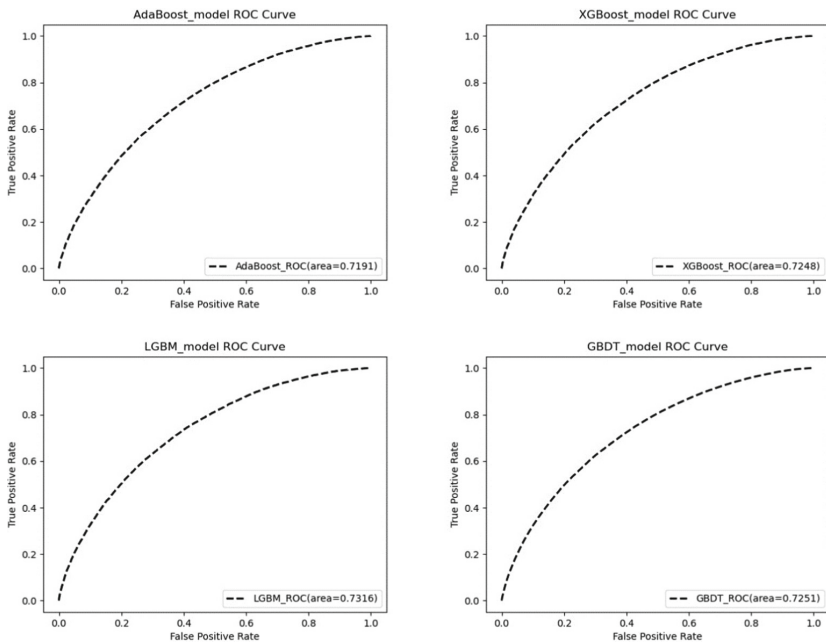 AdaBoost_model ROC Curve
1.0
0.8
0.6
0.4
0.2
0.0
True Positive Rate
AdaBoost_ROC(area=0.7191)
0.0 0.2 0.4 0.6 0.8 1.0
False Positive Rate
XGBoost_model ROC Curve
1.0
0.8
0.6
0.4
0.2
0.0
True Positive Rate
XGBoost_ROC(area=0.7248)
0.0 0.2 0.4 0.6 0.8 1.0
False Positive Rate
LGBM_model ROC Curve
1.0
0.8
0.6
0.4
0.2
0.0
True Positive Rate
LGBM_ROC(area=0.7316)
0.0 0.2 0.4 0.6 0.8 1.0
False Positive Rate
GBDT_model ROC Curve
1.0
0.8
0.6
0.4
0.2
0.0
True Positive Rate
GBDT_ROC(area=0.7251)
0.0 0.2 0.4 0.6 0.8 1.0
False Positive Rate